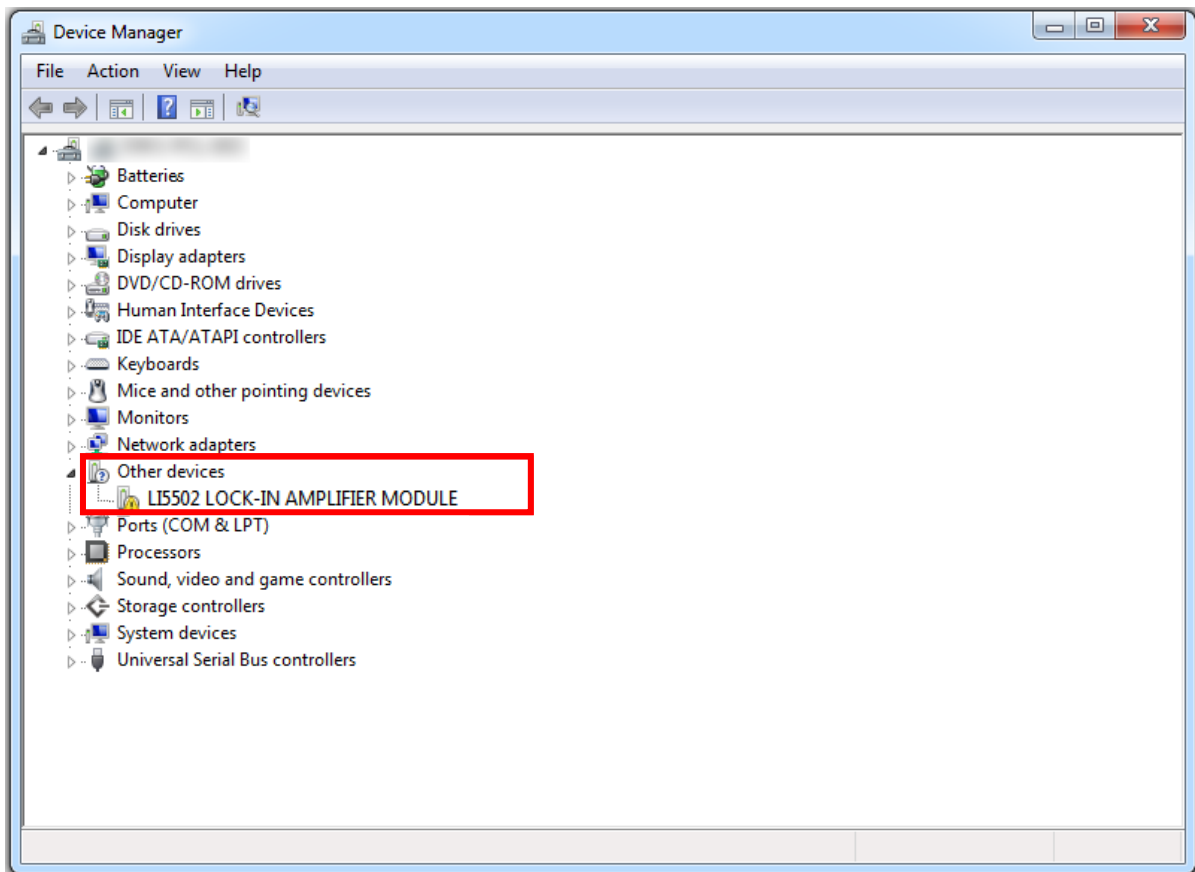 Device Manager
File Action View Help
Batteries
Computer
Disk drives
Display adapters
DVD/CD-ROM drives
Human Interface Devices
IDE ATA/ATAPI controllers
Keyboards
Mice and other pointing devices
Monitors
Network adapters
Other devices
LI5502 LOCK-IN AMPLIFIER MODULE
Ports (COM & LPT)
Processors
Sound, video and game controllers
Storage controllers
System devices
Universal Serial Bus controllers